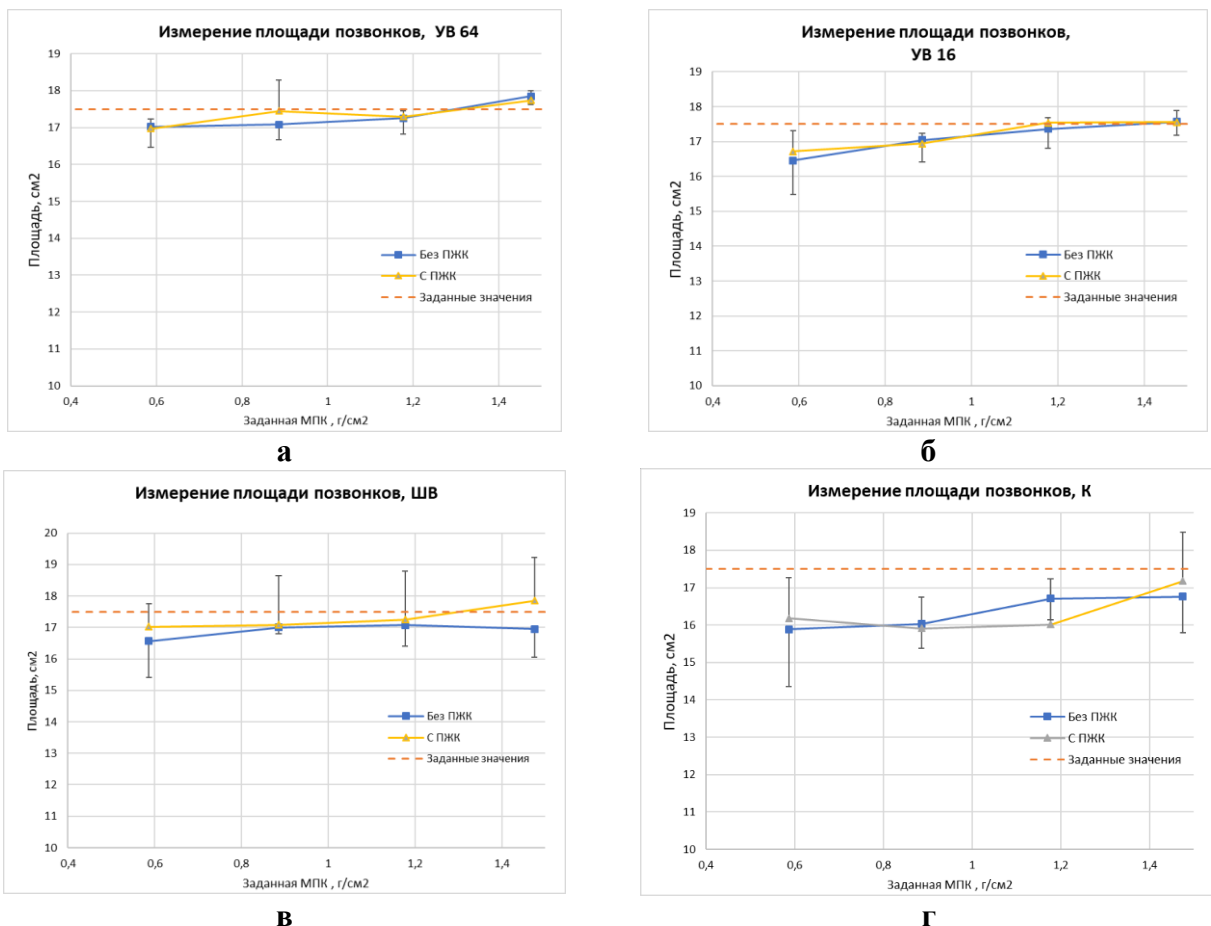 Измерение площади позвонков, УВ 64
19
18
17
16
15
14
13
12
11
10
0,4
0,6
0,8
1
1,2
1,4
Площадь, см2
Заданная МПК , г/см2
Без ПЖК
С ПЖК
Заданные значения
а
Измерение площади позвонков,
УВ 16
19
18
17
16
15
14
13
12
11
10
0,4
0,6
0,8
1
1,2
1,4
Площадь, см2
Заданная МПК , г/см2
Без ПЖК
С ПЖК
Заданные значения
б
Измерение площади позвонков, ШВ
20
19
18
17
16
15
14
13
12
11
10
0,4
0,6
0,8
1
1,2
1,4
Площадь, см2
Заданная МПК , г/см2
Без ПЖК
С ПЖК
Заданные значения
в
Измерение площади позвонков, К
19
18
17
16
15
14
13
12
11
10
0,4
0,6
0,8
1
1,2
1,4
Площадь, см2
Заданная МПК , г/см2
Без ПЖК
С ПЖК
Заданные значения
г